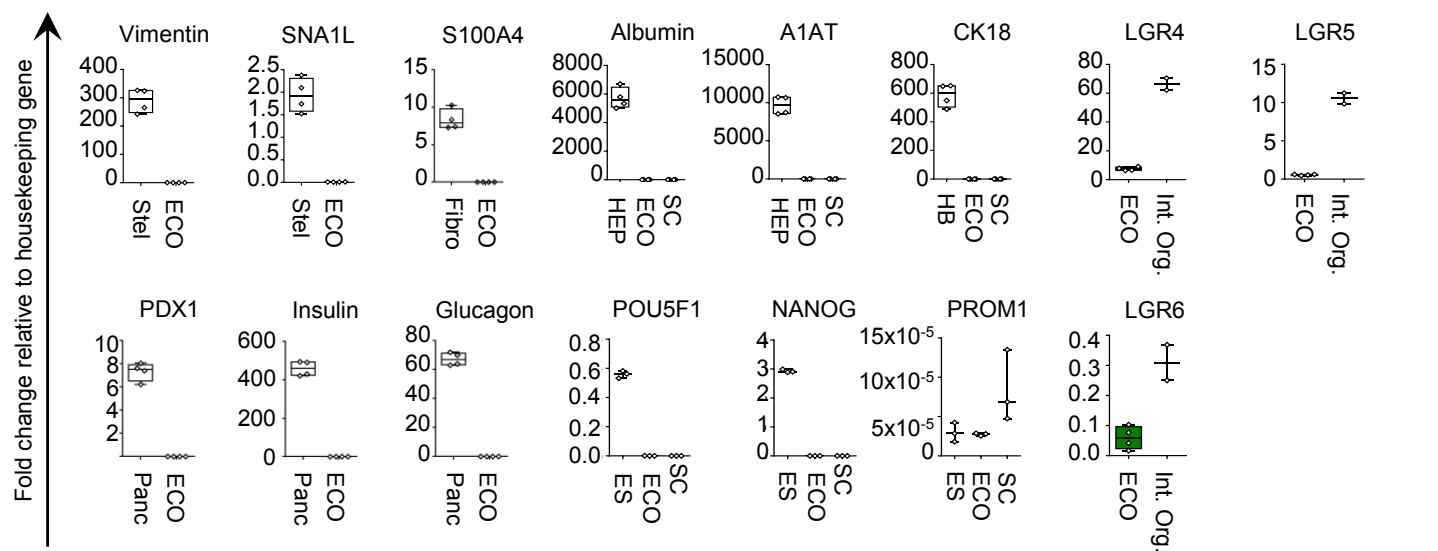 Fold change relative to housekeeping gene
Vimentin
400
300
200
100
0
Stel
ECO
SNA1L
2.5
2.0
1.5
1.0
0.5
0.0
Stel
ECO
S100A4
15
10
5
0
Fibro
ECO
Albumin
8000
6000
4000
2000
0
HEP
ECO
SC
A1AT
15000
10000
5000
0
HEP
ECO
SC
CK18
800
600
400
200
0
HB
ECO
SC
LGR4
80
60
40
20
0
ECO
Int. Org.
LGR5
15
10
5
0
ECO
Int. Org.
PDX1
10
8
6
4
2
Panc
ECO
Insulin
600
400
200
0
Panc
ECO
Glucagon
80
60
40
20
0
Panc
ECO
POU5F1
0.8
0.6
0.4
0.2
0.0
ES
ECO
SC
NANOG
4
3
2
1
0
ES
ECO
SC
PROM1
15x10-5
10x10-5
5x10-5
0
ES
ECO
SC
LGR6
0.4
0.3
0.2
0.1
0.0
ECO
Int. Org.